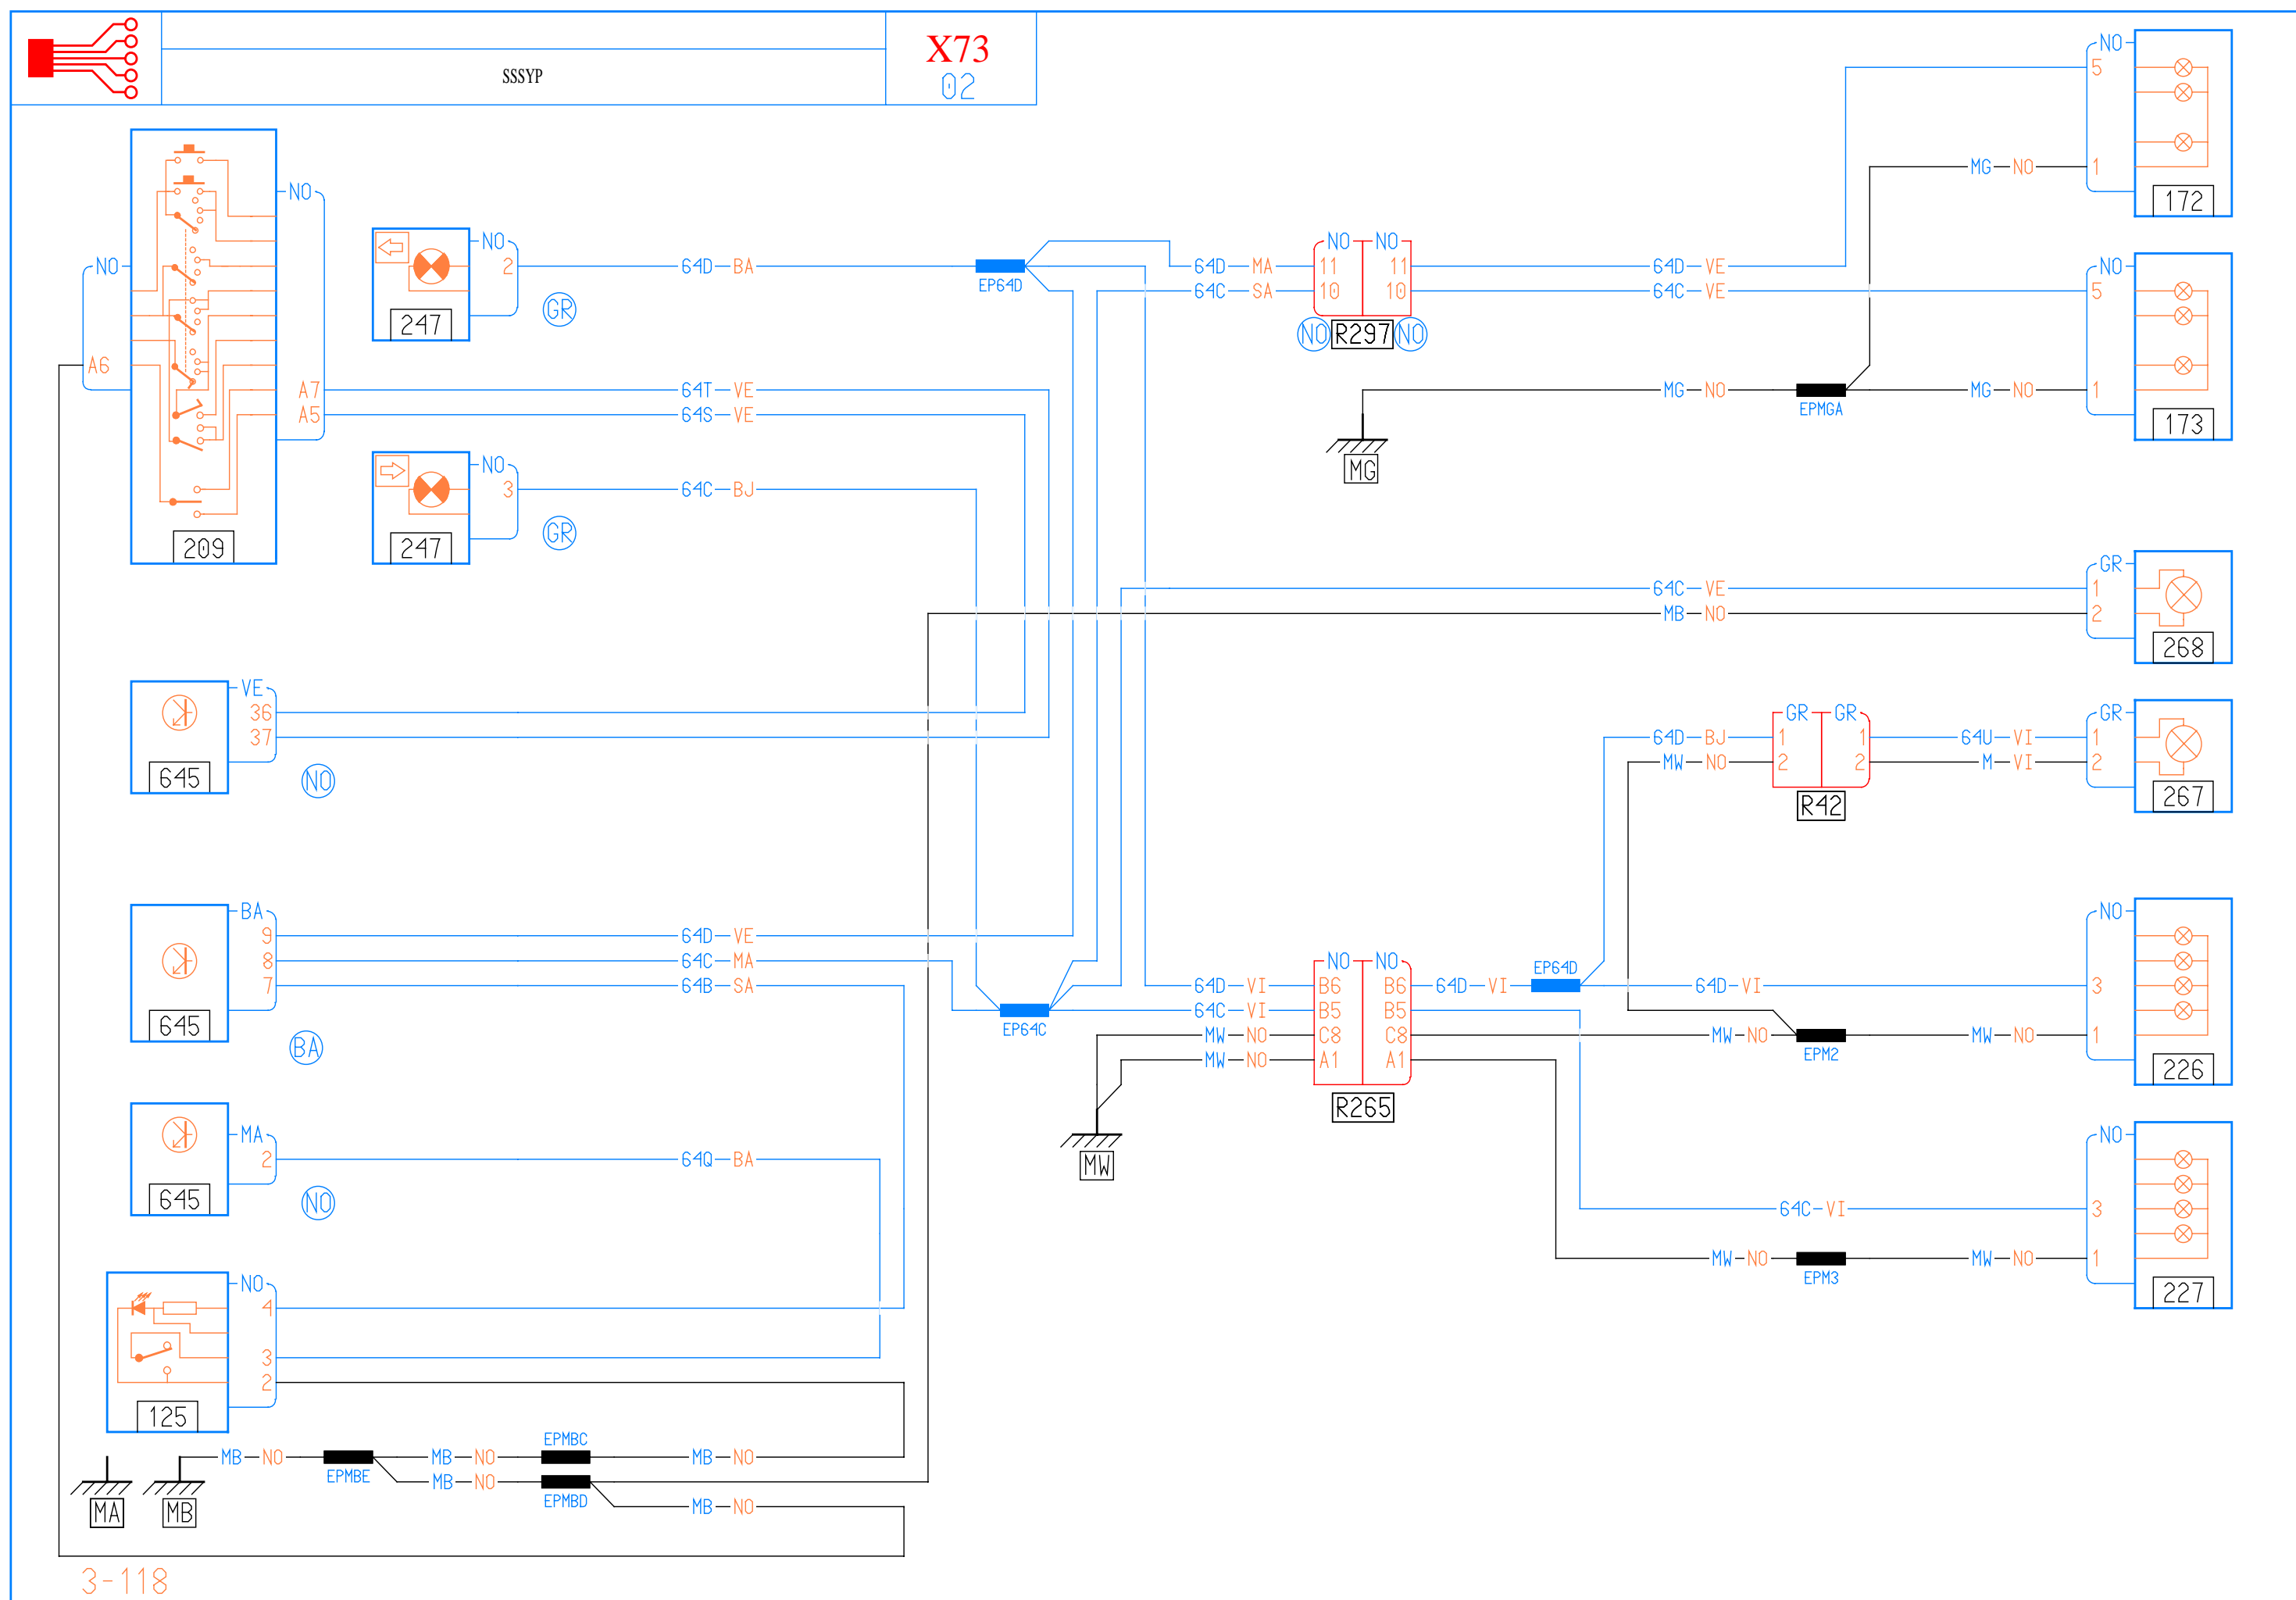 SSSYP
X73
02
NO
5
MG NO 1
172
NO
NO
A6
A7 64T VE
A5 64S VE
209
NO
2 64D BA
EP64D
GR
247
NO NO
64D MA 11 11 64D VE
64C SA 10 10 64C VE
NO R297 NO
NO
5
MG NO
EPMGA
MG NO 1
173
MG
NO
3 64C BJ
GR
247
GR
64C VE 1
MB NO 2
268
VE
36
37
645
NO
GR GR
64D BJ 1 1 64U VI
MW NO 2 2 M VI
R42
GR
1
2
267
BA
9 64D VE
8 64C MA
7 64B SA
645
BA
EP64C
NO NO
64D VI B6 B6 64D VI
64C VI B5 B5
MW NO C8 C8 MW NO
MW NO A1 A1
R265
EP64D
64D VI
EPM2
MW NO
NO
3
1
226
MW
MA
2 64Q BA
645
NO
NO
64C VI 3
MW NO
EPM3
MW NO 1
227
NO
4
3
2
125
MB NO
EPMBE
MB NO
EPMBC
MB NO
MB NO
EPMBD
MB NO
MA
MB
3-118